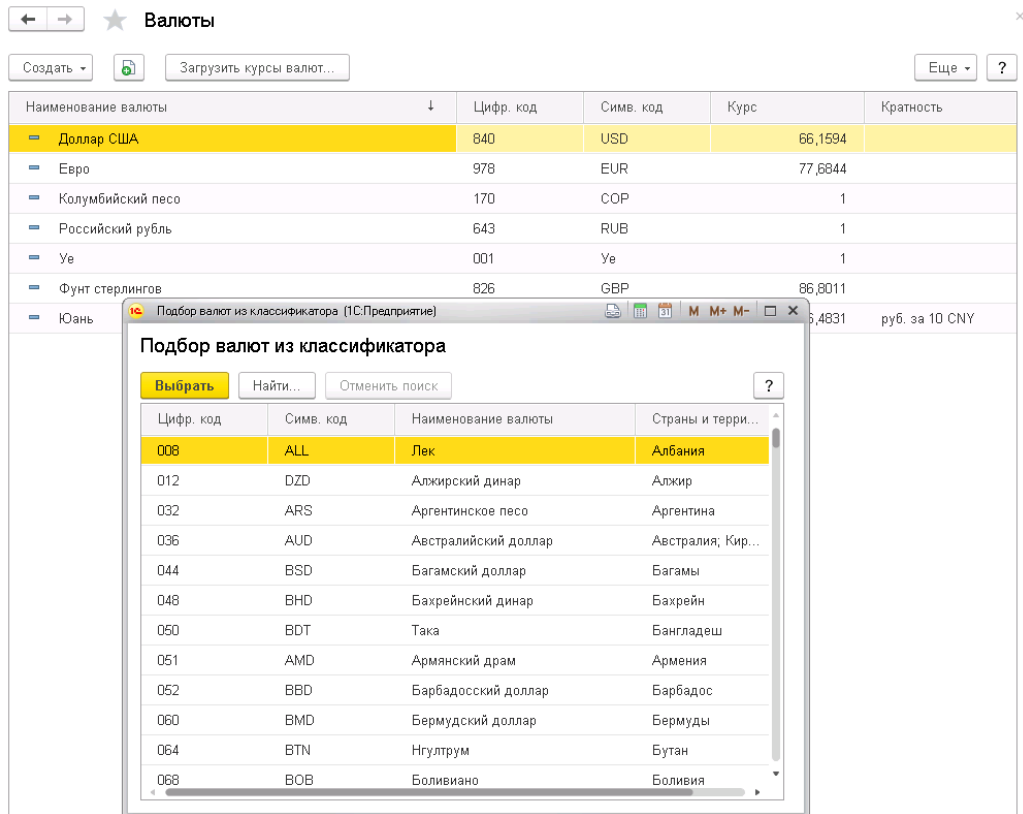 Валюты
Создать Загрузить курсы валют... Еще ?
Наименование валюты ↓ Цифр. код Симв. код Курс Кратность
Доллар США 840 USD 66,1594
Евро 978 EUR 77,6844
Колумбийский песо 170 COP 1
Российский рубль 643 RUB 1
Уе 001 Уе 1
Фунт стерлингов 826 GBP 86,8011
Юань ,4831 руб. за 10 CNY
1С Подбор валют из классификатора (1С:Предприятие) 31 M M+ M-
Подбор валют из классификатора
Выбрать Найти... Отменить поиск ?
Цифр. код Симв. код Наименование валюты Страны и терри...
008 ALL Лек Албания
012 DZD Алжирский динар Алжир
032 ARS Аргентинское песо Аргентина
036 AUD Австралийский доллар Австралия; Кир...
044 BSD Багамский доллар Багамы
048 BHD Бахрейнский динар Бахрейн
050 BDT Така Бангладеш
051 AMD Армянский драм Армения
052 BBD Барбадосский доллар Барбадос
060 BMD Бермудский доллар Бермуды
064 BTN Нгултрум Бутан
068 BOB Боливиано Боливия